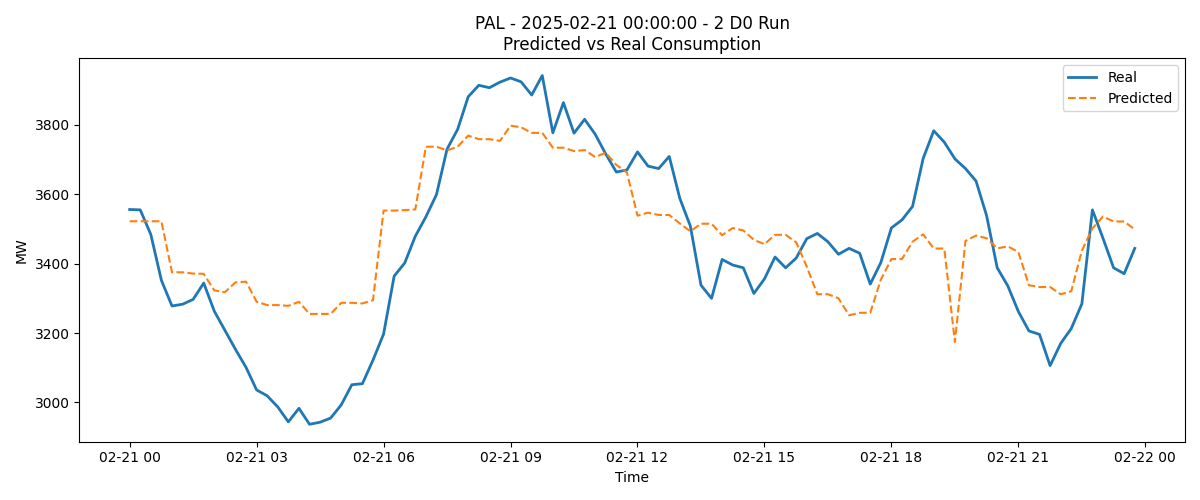 PAL - 2025-02-21 00:00:00 - 2 D0 Run
Predicted vs Real Consumption
Real
Predicted
MW
3800
3600
3400
3200
3000
02-21 00
02-21 03
02-21 06
02-21 09
02-21 12
02-21 15
02-21 18
02-21 21
02-22 00
Time